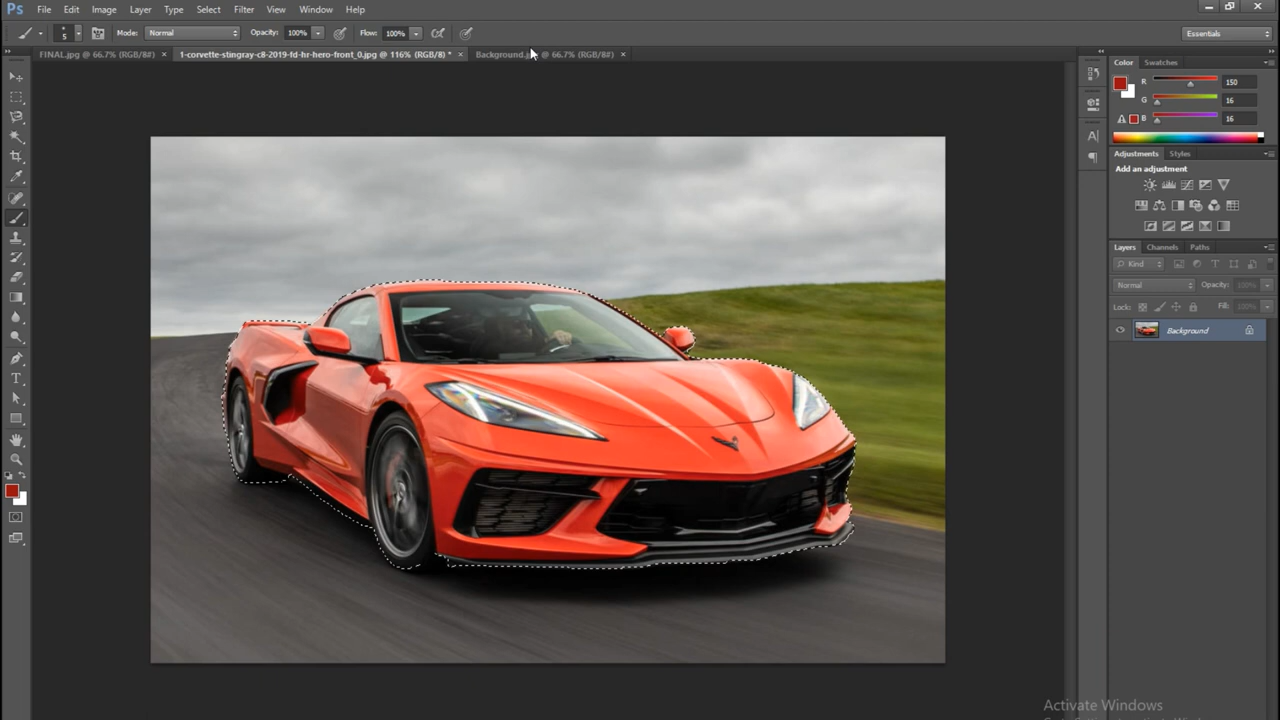 Ps File Edit Image Layer Type Select Filter View Window Help
5 Mode: Normal Opacity: 100% Flow: 100% Essentials
FINAL.jpg @ 66.7% (RGB/8#) × 1-corvette-stingray-c8-2019-fd-hr-hero-front_0.jpg @ 116% (RGB/8) * × Background. @ 66.7% (RGB/8#) ×
Color Swatches
R 150
G 16
B 16
Adjustments Styles
Add an adjustment
Layers Channels Paths
Kind
Normal Opacity: 100%
Lock: Fill: 100%
Background
Activate Windows